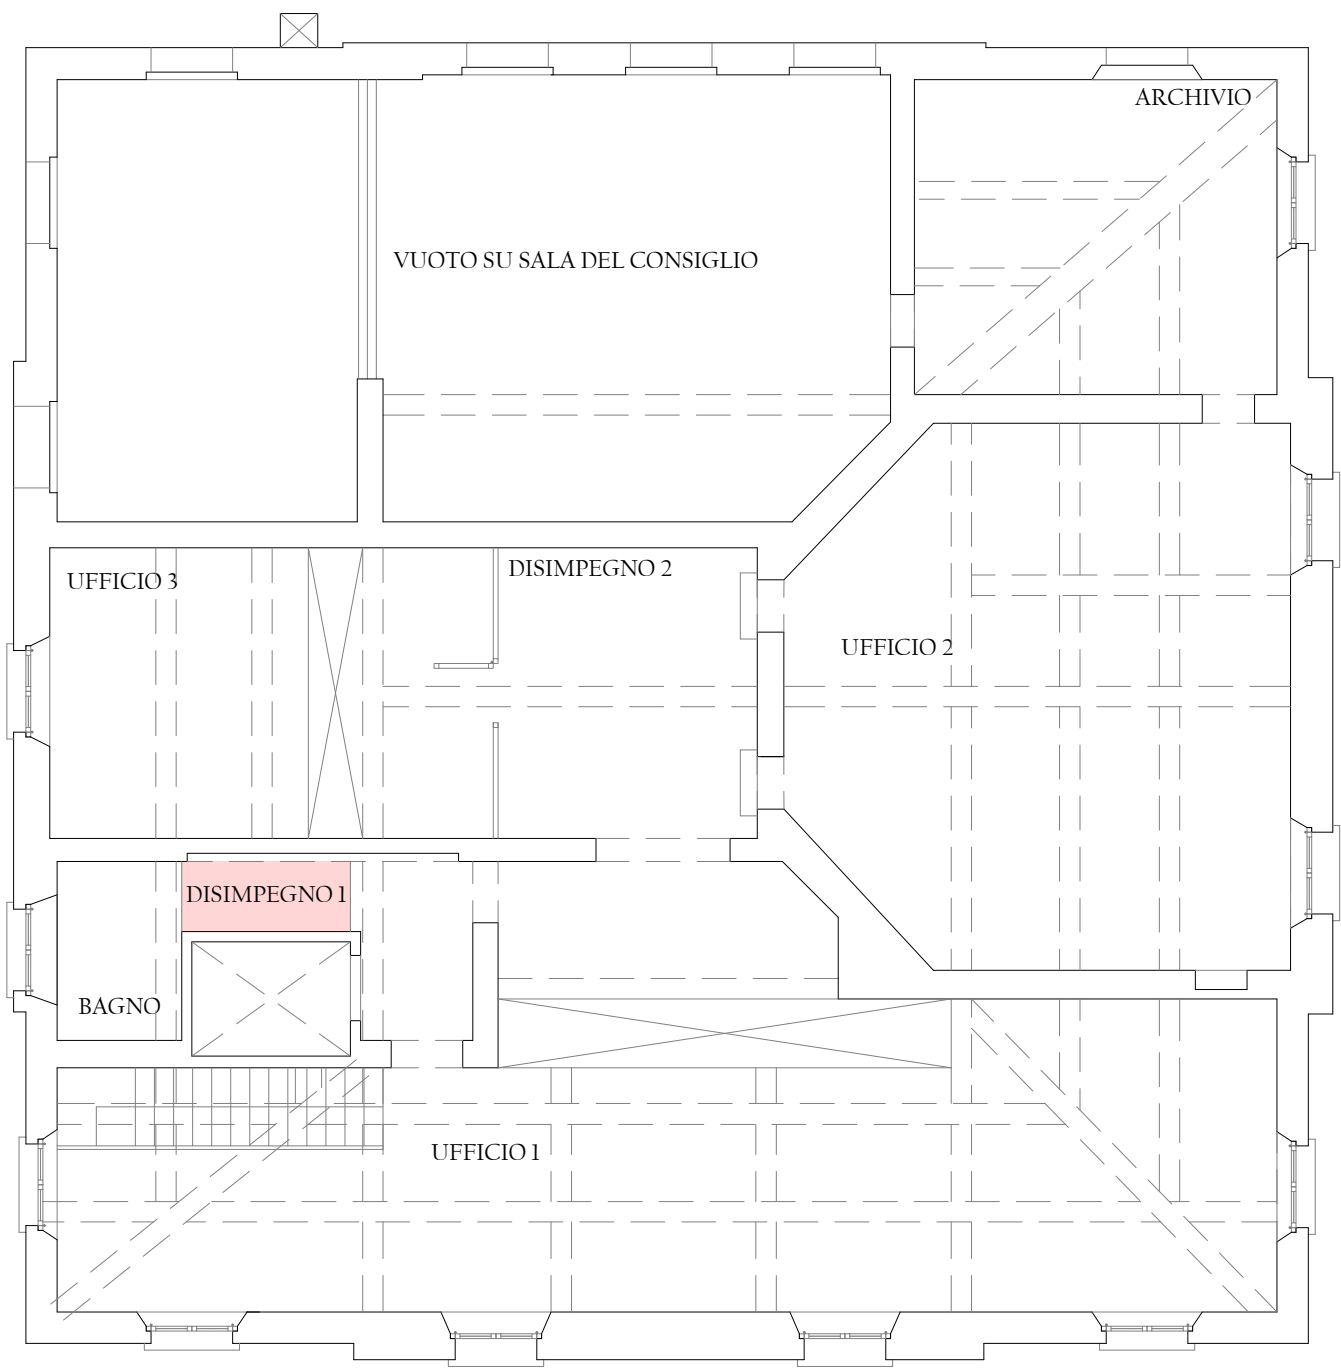 ARCHIVIO
VUOTO SU SALA DEL CONSIGLIO
UFFICIO 3
DISIMPEGNO 2
UFFICIO 2
DISIMPEGNO 1
BAGNO
UFFICIO 1